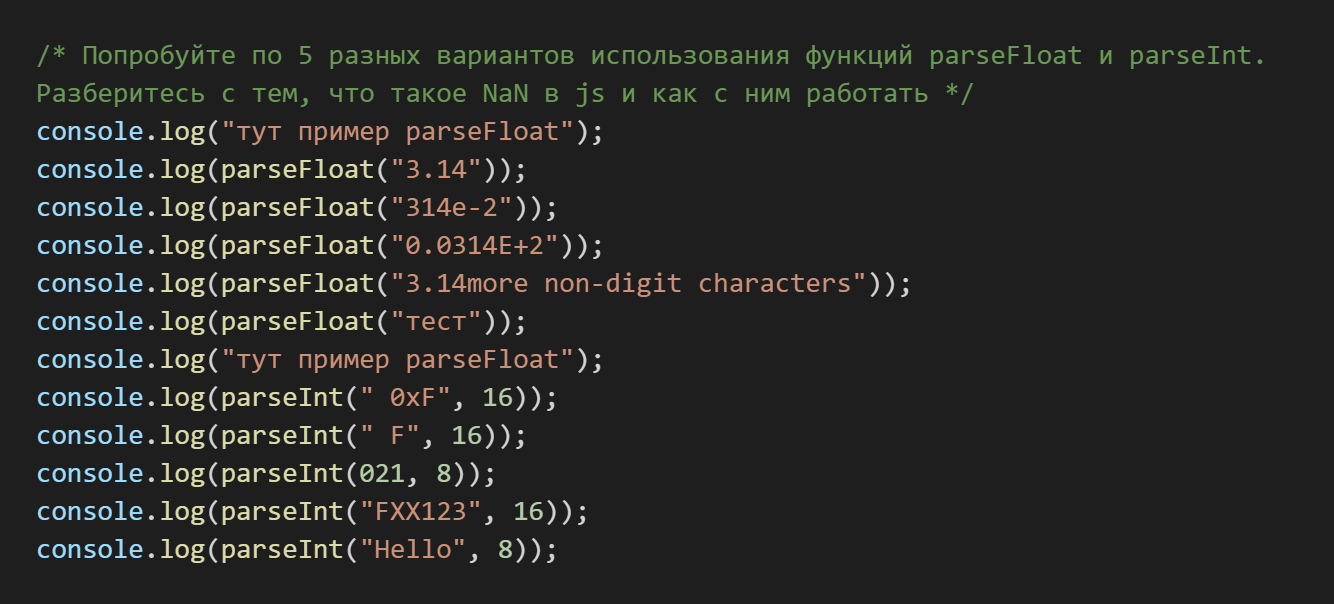 /* Попробуйте по 5 разных вариантов использования функций parseFloat и parseInt.
Разберитесь с тем, что такое NaN в js и как с ним работать */
console.log("тут пример parseFloat");
console.log(parseFloat("3.14"));
console.log(parseFloat("314e-2"));
console.log(parseFloat("0.0314E+2"));
console.log(parseFloat("3.14more non-digit characters"));
console.log(parseFloat("тест"));
console.log("тут пример parseFloat");
console.log(parseInt(" 0xF", 16));
console.log(parseInt(" F", 16));
console.log(parseInt(021, 8));
console.log(parseInt("FXX123", 16));
console.log(parseInt("Hello", 8));